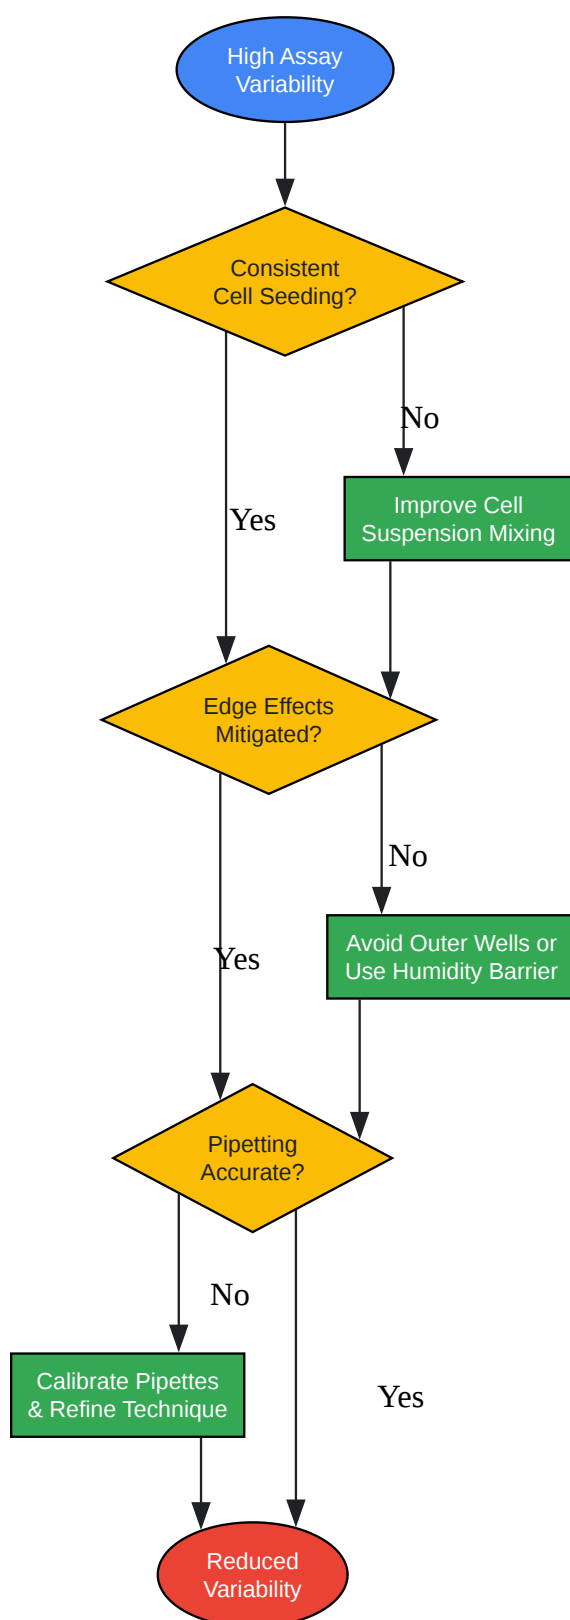 High Assay
Variability
Consistent
Cell Seeding?
No
Improve Cell
Suspension Mixing
Yes
Edge Effects
Mitigated?
No
Avoid Outer Wells or
Use Humidity Barrier
Yes
Pipetting
Accurate?
No
Calibrate Pipettes
& Refine Technique
Yes
Reduced
Variability